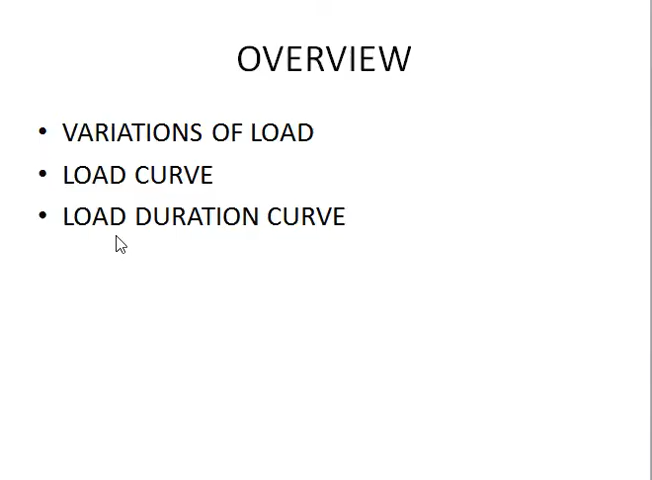 OVERVIEW
• VARIATIONS OF LOAD
• LOAD CURVE
• LOAD DURATION CURVE